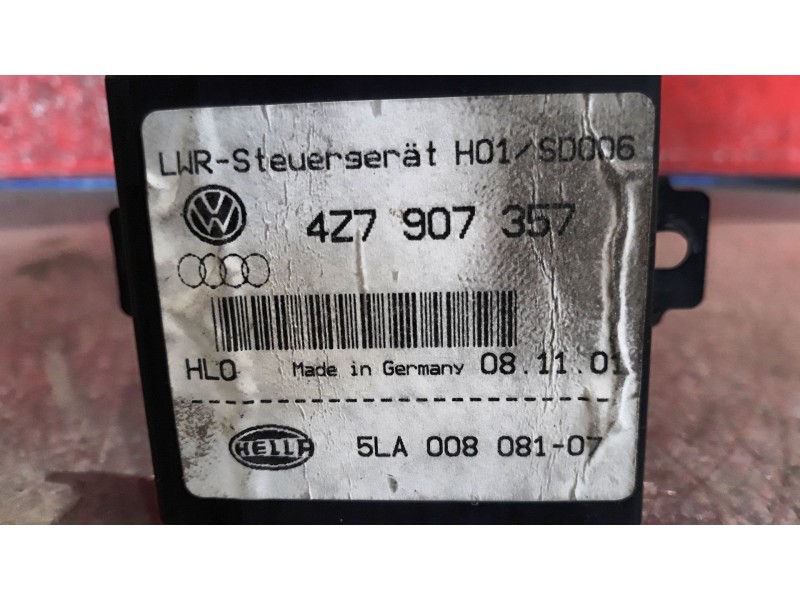 LWR-Steuergerät H01/SD006
VW
4Z7 907 357
HLO Made in Germany 08.11.01
HELLA 5LA 008 081-07